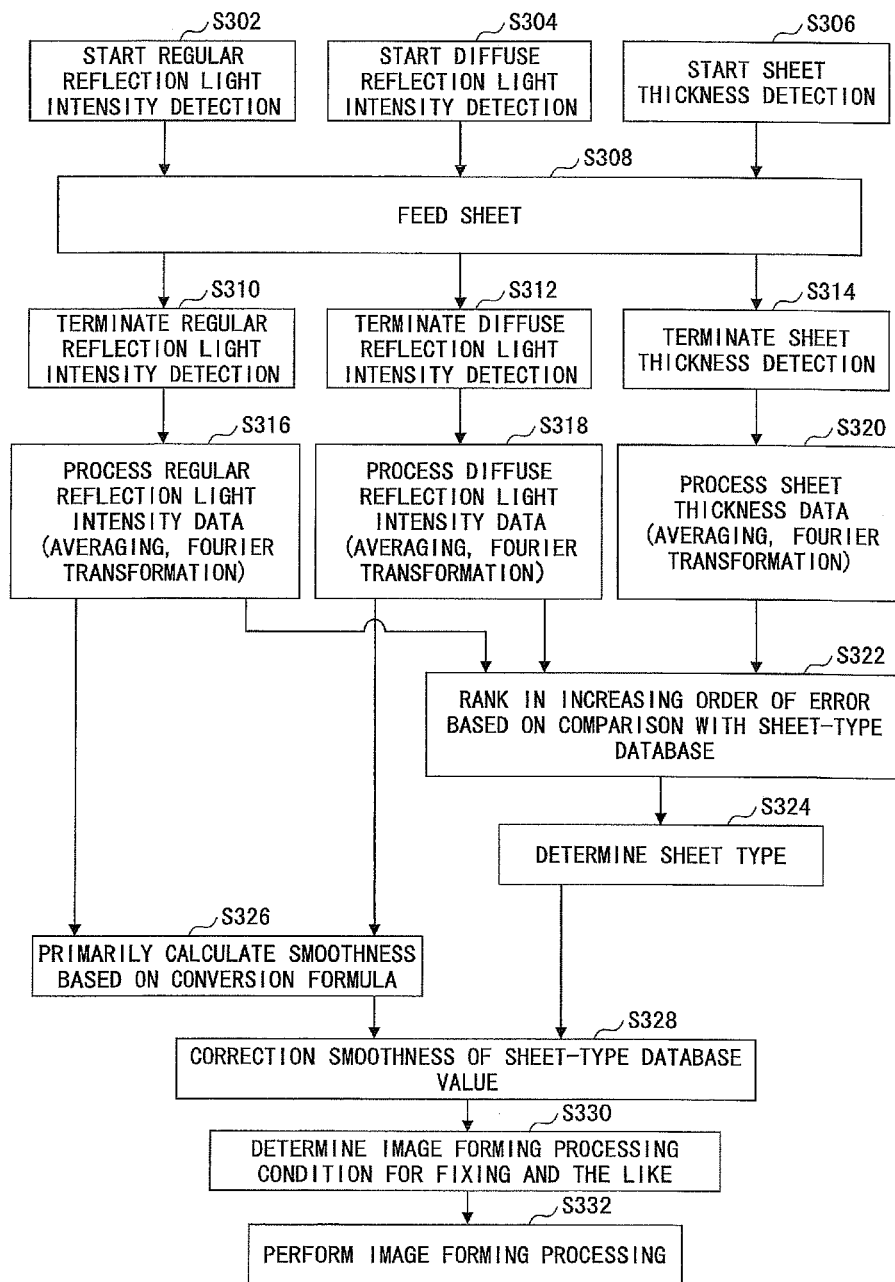 S302
START REGULAR
REFLECTION LIGHT
INTENSITY DETECTION
S304
START DIFFUSE
REFLECTION LIGHT
INTENSITY DETECTION
S306
START SHEET
THICKNESS DETECTION
S308
FEED SHEET
S310
TERMINATE REGULAR
REFLECTION LIGHT
INTENSITY DETECTION
S312
TERMINATE DIFFUSE
REFLECTION LIGHT
INTENSITY DETECTION
S314
TERMINATE SHEET
THICKNESS DETECTION
S316
PROCESS REGULAR
REFLECTION LIGHT
INTENSITY DATA
(AVERAGING, FOURIER
TRANSFORMATION)
S318
PROCESS DIFFUSE
REFLECTION LIGHT
INTENSITY DATA
(AVERAGING, FOURIER
TRANSFORMATION)
S320
PROCESS SHEET
THICKNESS DATA
(AVERAGING, FOURIER
TRANSFORMATION)
S322
RANK IN INCREASING ORDER OF ERROR
BASED ON COMPARISON WITH SHEET-TYPE
DATABASE
S324
DETERMINE SHEET TYPE
S326
PRIMARILY CALCULATE SMOOTHNESS
BASED ON CONVERSION FORMULA
S328
CORRECTION SMOOTHNESS OF SHEET-TYPE DATABASE
VALUE
S330
DETERMINE IMAGE FORMING PROCESSING
CONDITION FOR FIXING AND THE LIKE
S332
PERFORM IMAGE FORMING PROCESSING